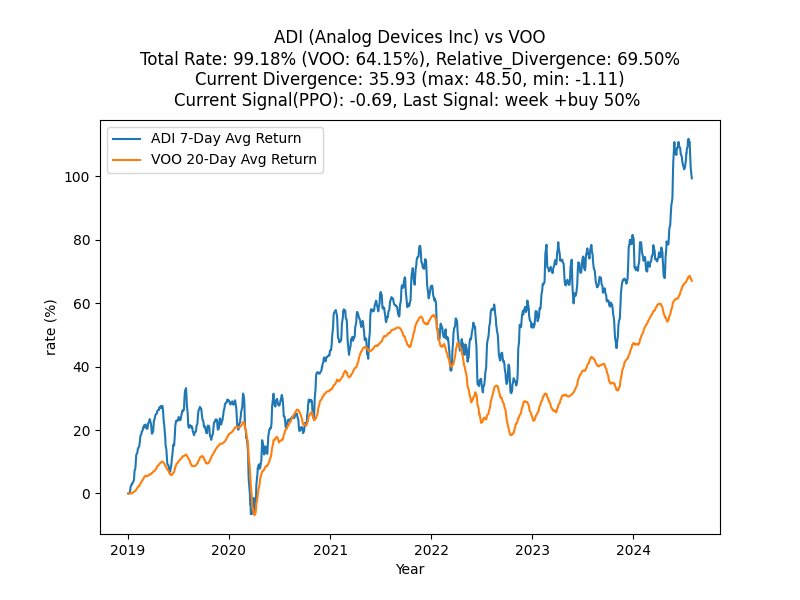 ADI (Analog Devices Inc) vs VOO
Total Rate: 99.18% (VOO: 64.15%), Relative_Divergence: 69.50%
Current Divergence: 35.93 (max: 48.50, min: -1.11)
Current Signal(PPO): -0.69, Last Signal: week +buy 50%
ADI 7-Day Avg Return
VOO 20-Day Avg Return
rate (%)
100
80
60
40
20
0
2019
2020
2021
2022
2023
2024
Year